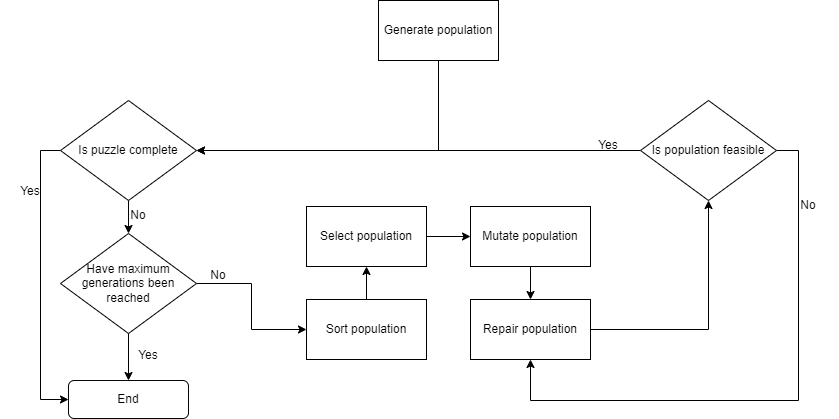 Generate population
Is puzzle complete
Yes
Is population feasible
Yes
No
No
Select population
Mutate population
Have maximum
generations been
reached
No
Sort population
Repair population
Yes
End